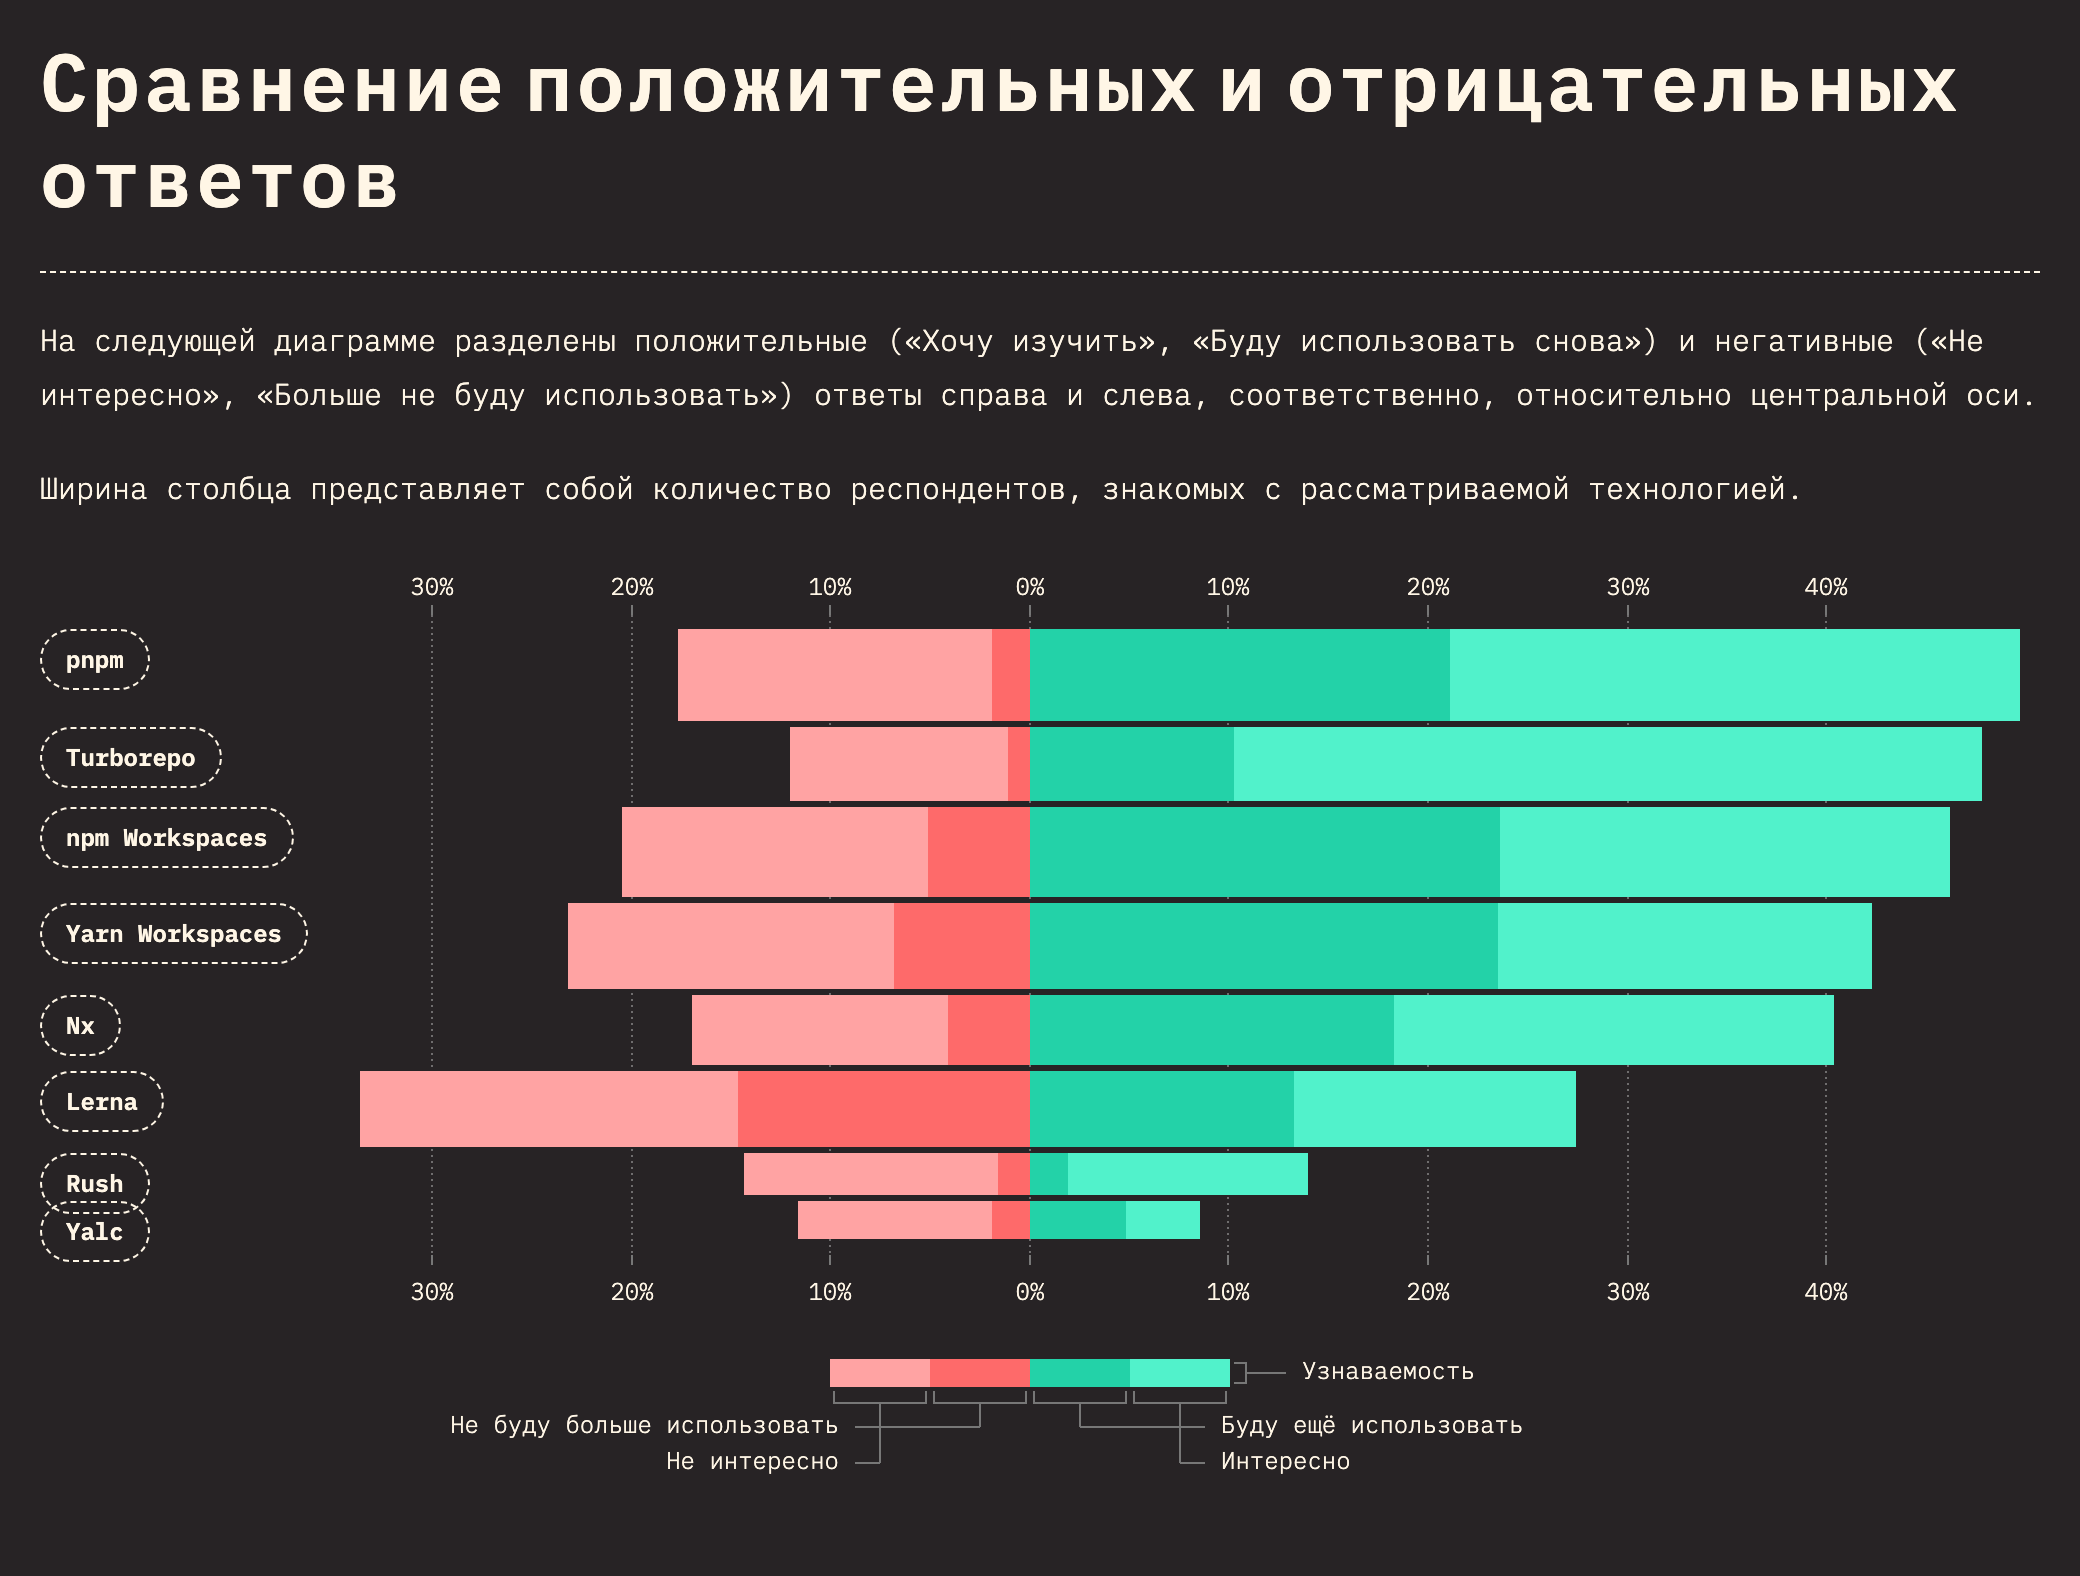 Сравнение положительных и отрицательных
ответов
На следующей диаграмме разделены положительные («Хочу изучить», «Буду использовать снова») и негативные («Не
интересно», «Больше не буду использовать») ответы справа и слева, соответственно, относительно центральной оси.
Ширина столбца представляет собой количество респондентов, знакомых с рассматриваемой технологией.
30% 20% 10% 0% 10% 20% 30% 40%
pnpm
Turborepo
npm Workspaces
Yarn Workspaces
Nx
Lerna
Rush
Yalc
30% 20% 10% 0% 10% 20% 30% 40%
Узнаваемость
Не буду больше использовать Буду ещё использовать
Не интересно Интересно